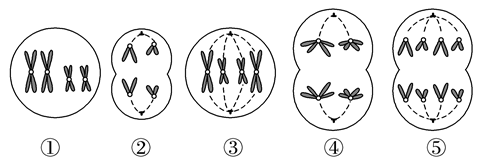 ① ② ③ ④ ⑤